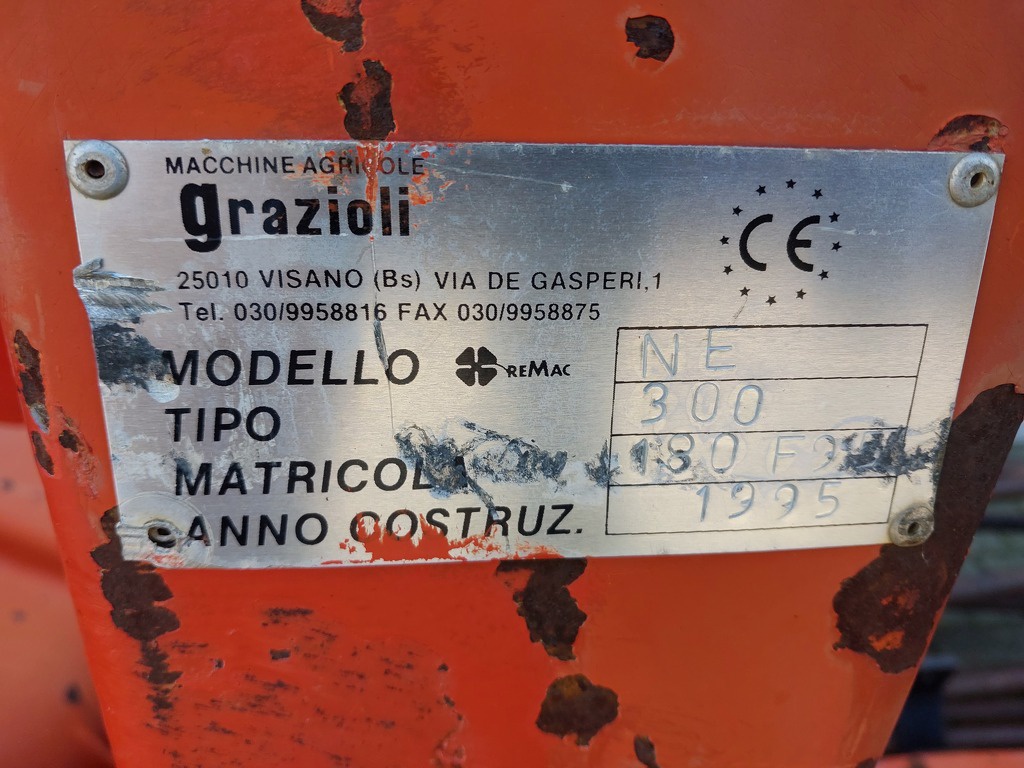 MACCHINE AGRICOLE
grazioli
CE
25010 VISANO (Bs) VIA DE GASPERI, 1
Tel. 030/9958816 FAX 030/9958875
MODELLO REMAC NE
TIPO 300
MATRICOLA 180
ANNO COSTRUZ. 1995